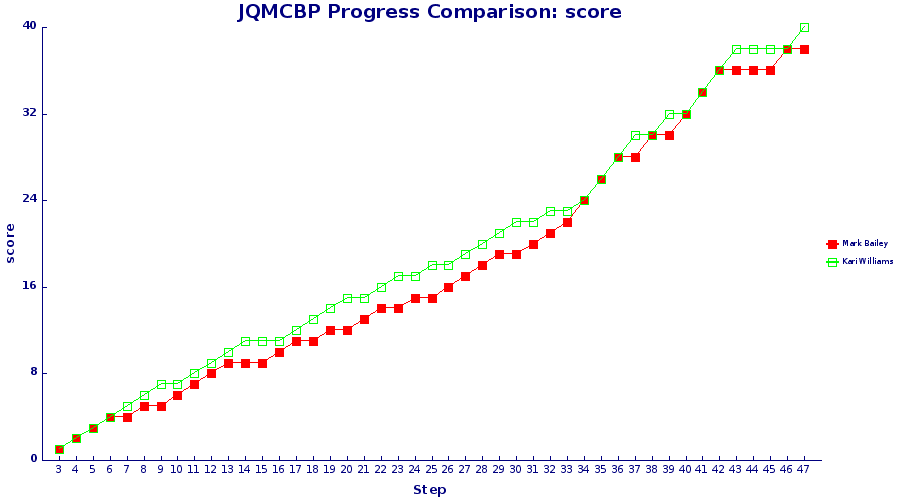 JQMCBP Progress Comparison: score
40
32
24
16
8
0
score
3 4 5 6 7 8 9 10 11 12 13 14 15 16 17 18 19 20 21 22 23 24 25 26 27 28 29 30 31 32 33 34 35 36 37 38 39 40 41 42 43 44 45 46 47
Step
Mark Bailey
Kari Williams